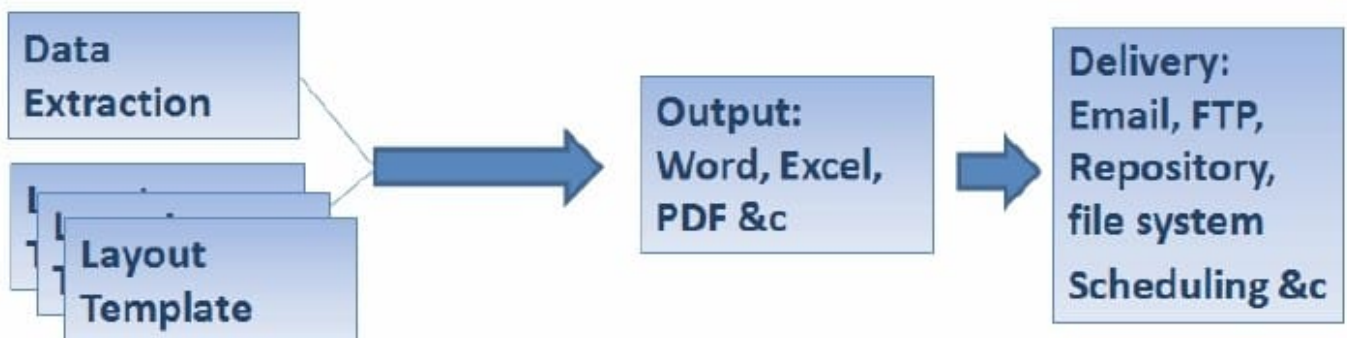 Data
Extraction
Layout
Template
Output:
Word, Excel,
PDF &c
Delivery:
Email, FTP,
Repository,
file system
Scheduling &c